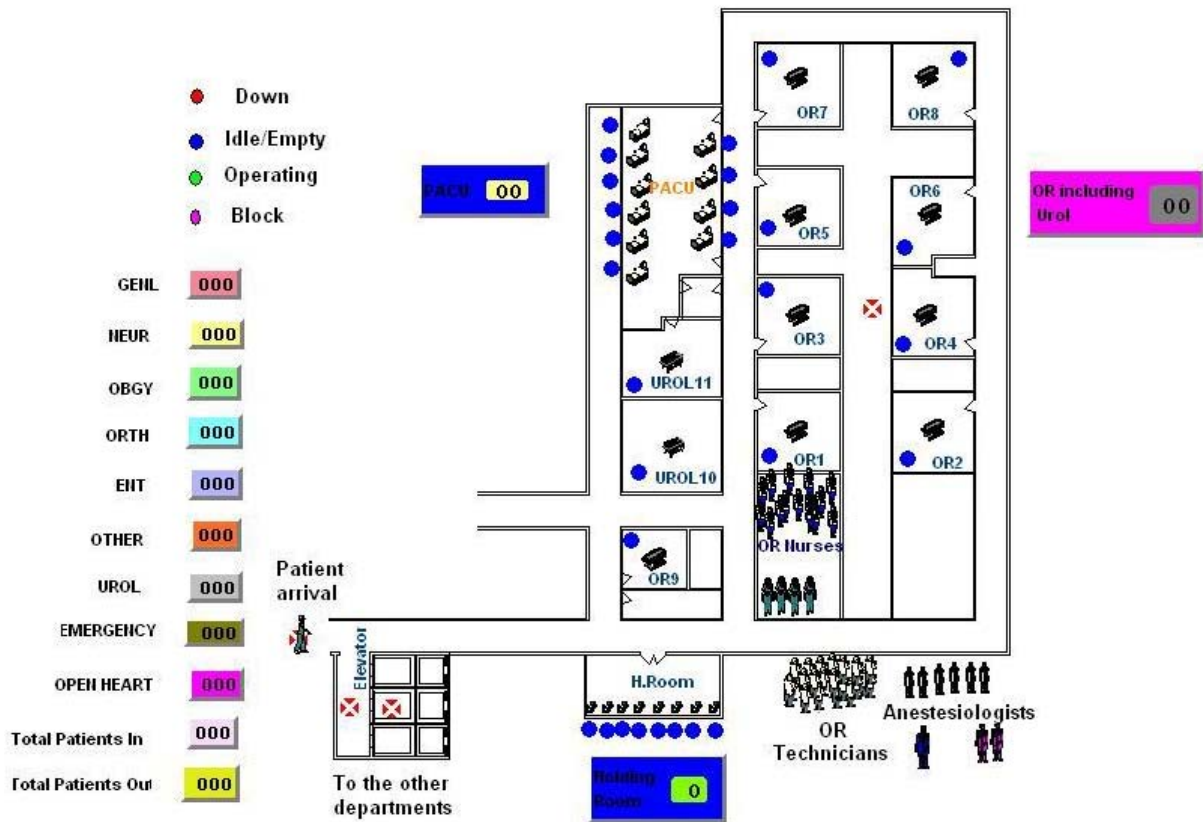 Down
Idle/Empty
Operating
Block
PACU 00
PACU
OR7
OR8
OR5
OR6
OR including
Urol 00
OR3
OR4
UROL11
UROL10
OR1
OR2
OR Nurses
OR9
GENL 000
NEUR 000
OBGY 000
ORTH 000
ENT 000
OTHER 000
UROL 000
EMERGENCY 000
OPEN HEART 000
Total Patients In 000
Total Patients Out 000
Patient
arrival
Elevator
To the other
departments
H.Room
Holding
Room 0
OR
Technicians
Anestesiologists